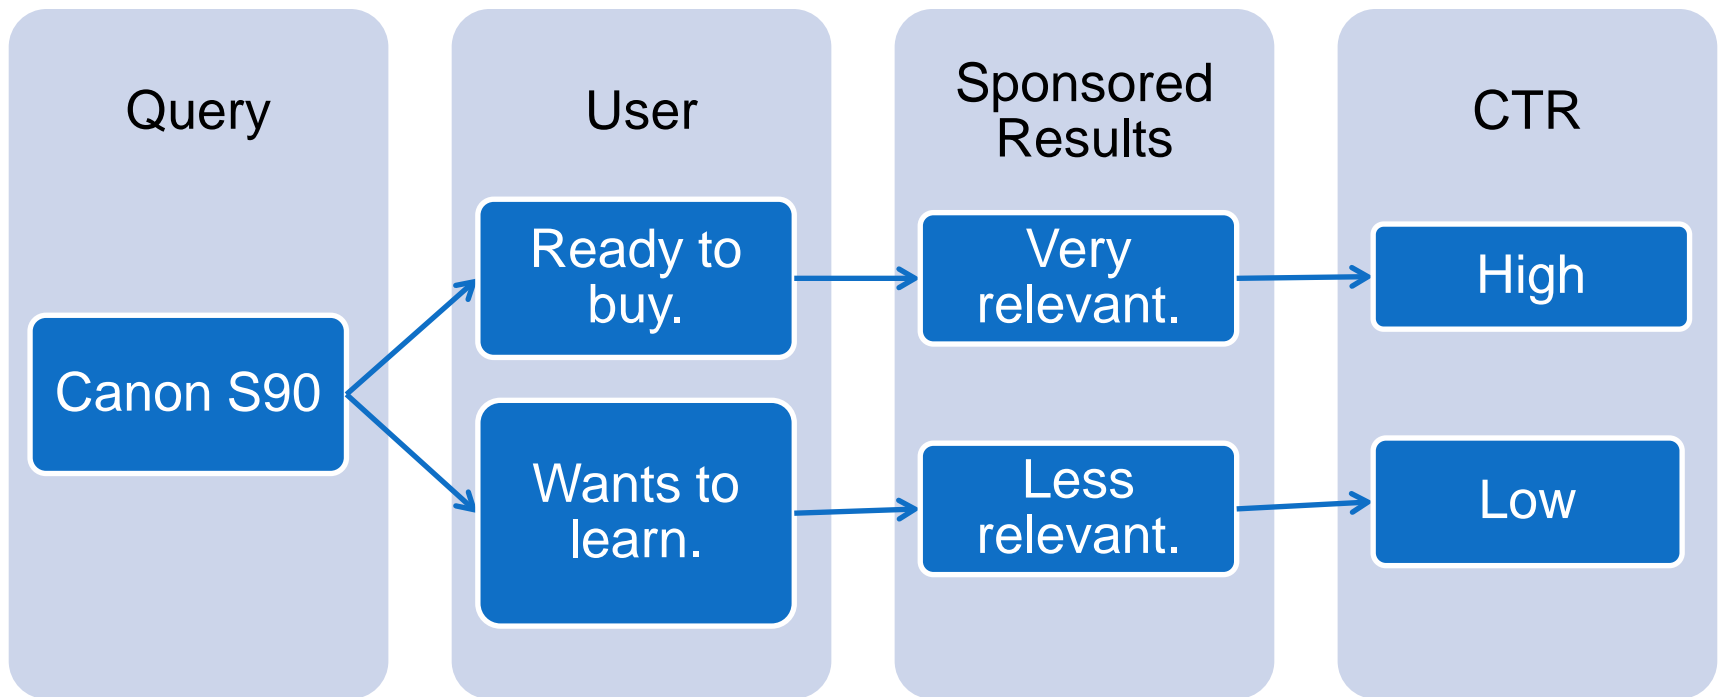 Query
User
Sponsored
Results
CTR
Canon S90
Ready to
buy.
Very
relevant.
High
Wants to
learn.
Less
relevant.
Low